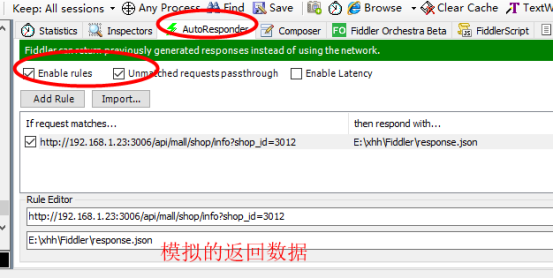 Keep: All sessions Any Process Find Save Browse Clear Cache TextW
Statistics Inspectors AutoResponder Composer FO Fiddler Orchestra Beta FiddlerScript
Fiddler can return previously generated responses instead of using the network.
Enable rules Unmatched requests passthrough Enable Latency
Add Rule Import...
If request matches... then respond with...
http://192.168.1.23:3006/api/mall/shop/info?shop_id=3012 E:\xhh\Fiddler\response.json
Rule Editor
http://192.168.1.23:3006/api/mall/shop/info?shop_id=3012
E:\xhh\Fiddler\response.json
模拟的返回数据